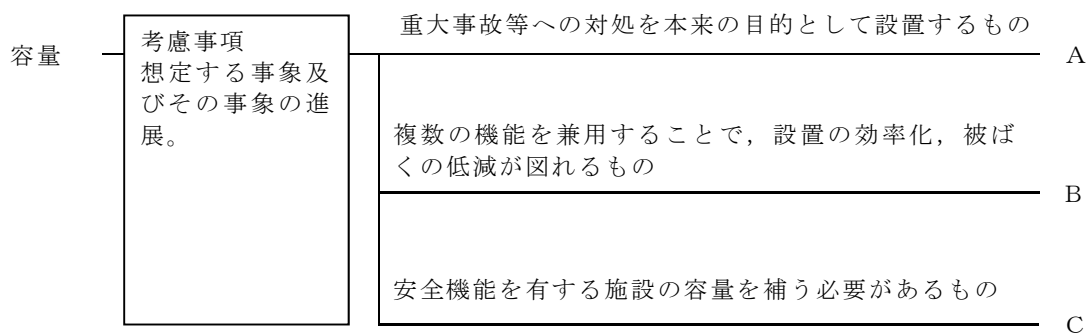 容量
考慮事項
想定する事象及
びその事象の進
展。
重大事故等への対処を本来の目的として設置するもの
A
複数の機能を兼用することで，設置の効率化，被ば
くの低減が図れるもの
B
安全機能を有する施設の容量を補う必要があるもの
C